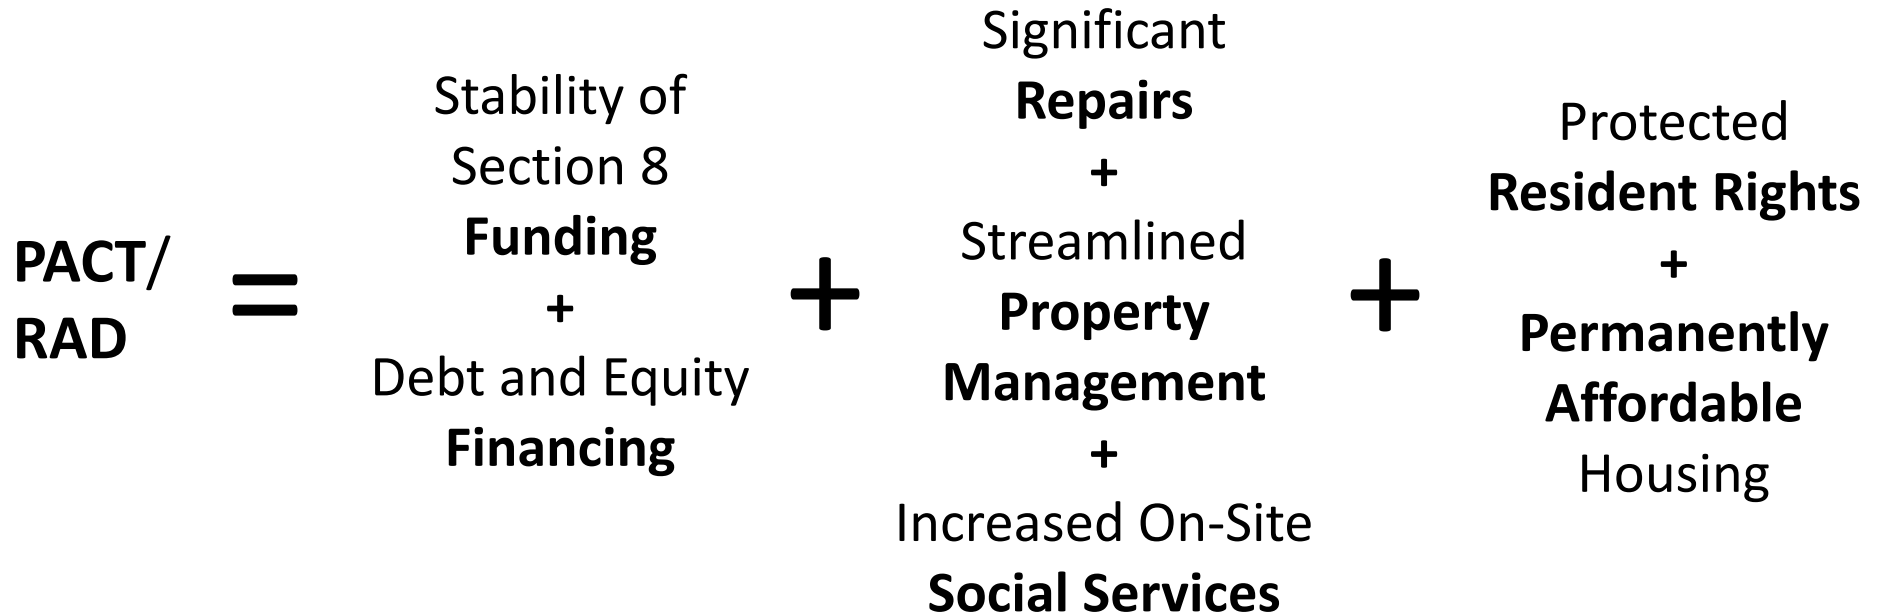 PACT/
RAD
=
Stability of
Section 8
Funding
+
Debt and Equity
Financing
+
Significant
Repairs
+
Streamlined
Property
Management
+
Increased On-Site
Social Services
+
Protected
Resident Rights
+
Permanently
Affordable
Housing